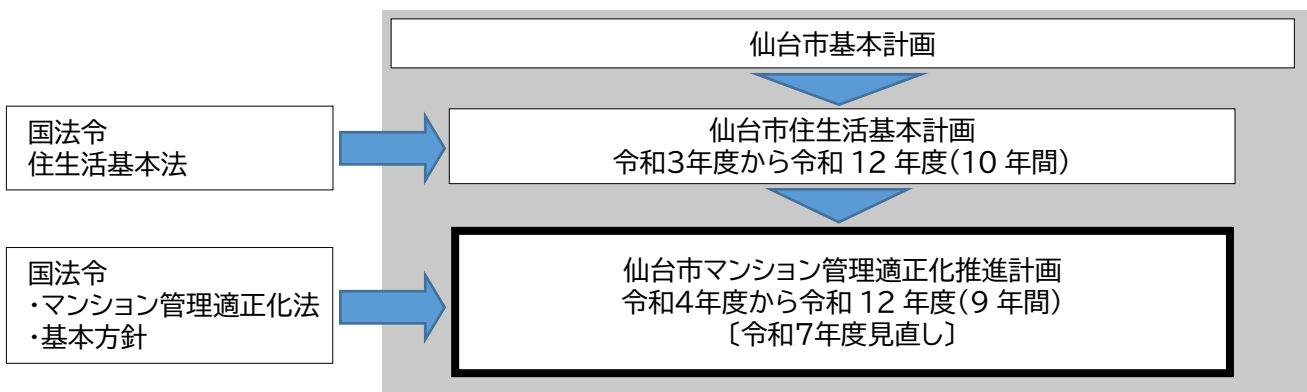 仙台市基本計画
国法令
住生活基本法
仙台市住生活基本計画
令和3年度から令和 12 年度(10 年間)
国法令
・マンション管理適正化法
・基本方針
仙台市マンション管理適正化推進計画
令和4年度から令和 12 年度(9 年間)
〔令和7年度見直し〕